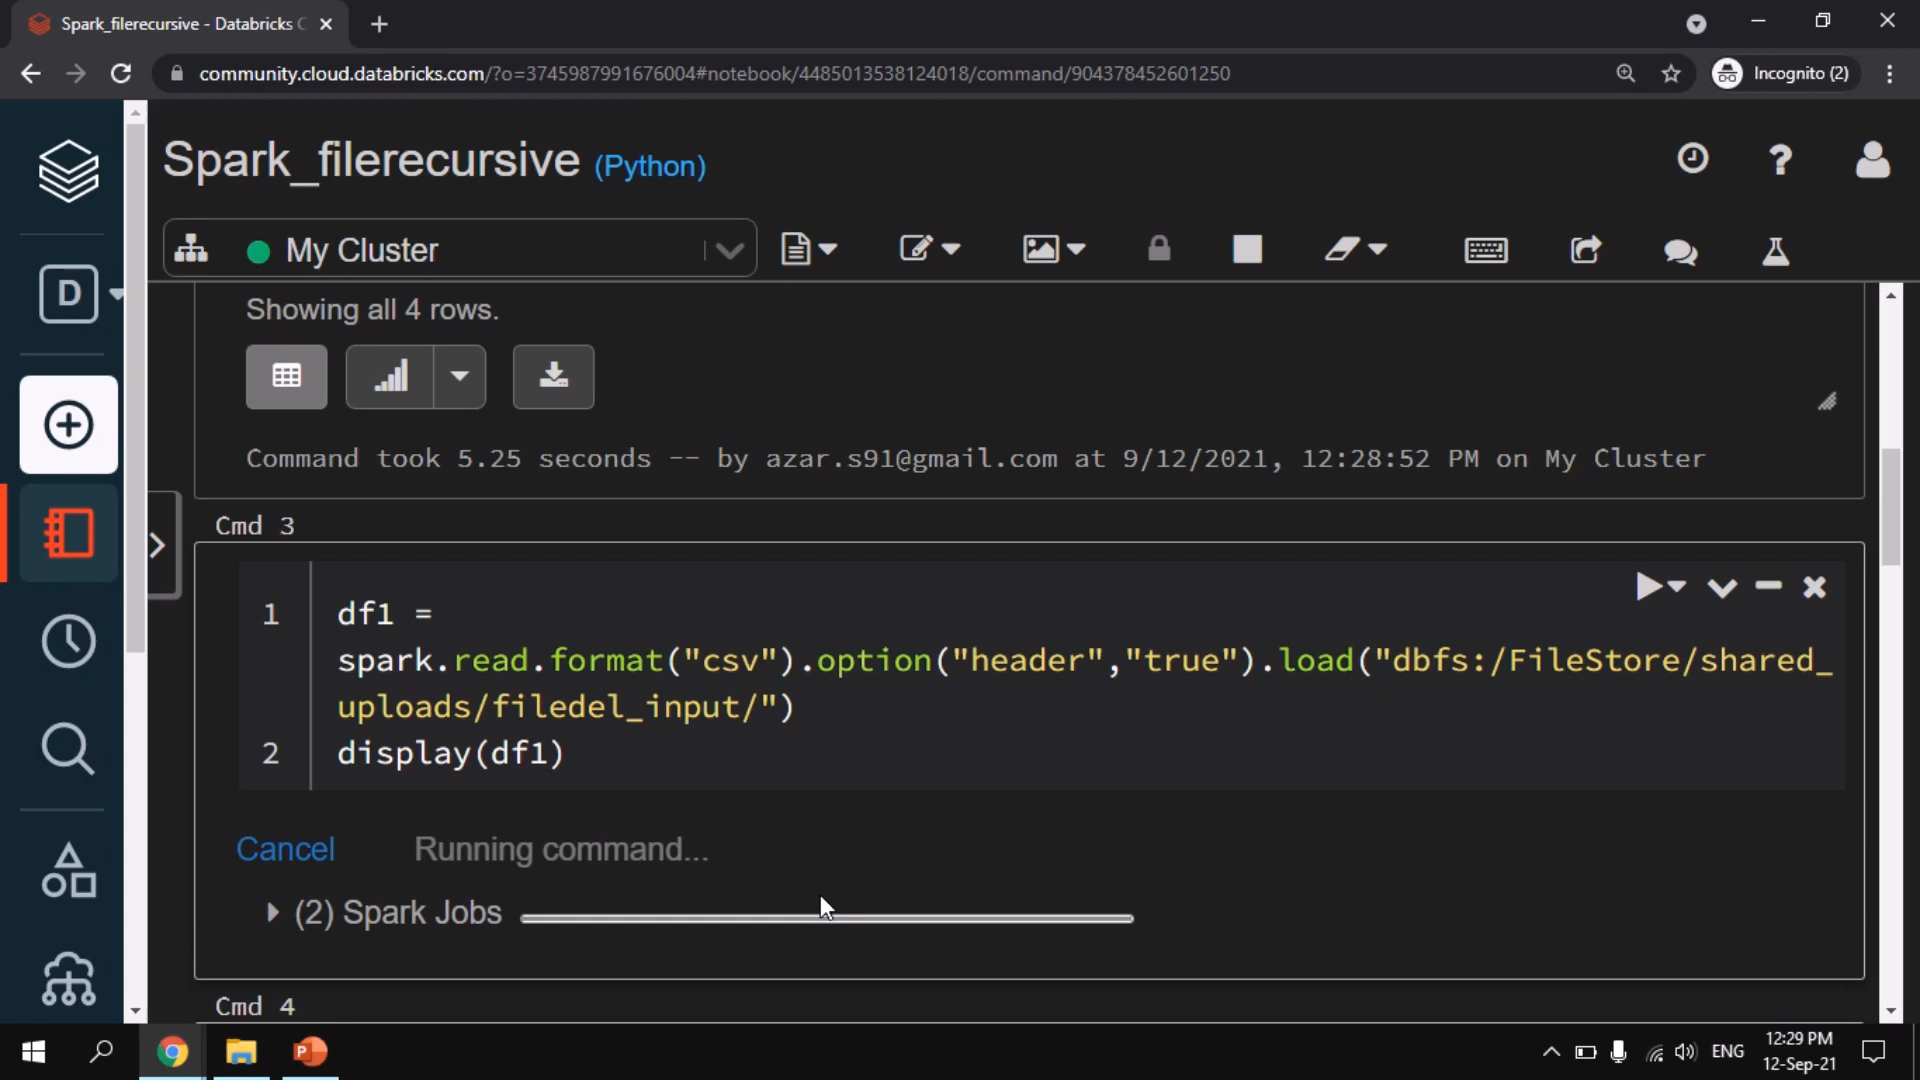 Spark_filerecursive - Databricks C
community.cloud.databricks.com/?o=3745987991676004#notebook/4485013538124018/command/904378452601250
Incognito (2)
Spark_filerecursive (Python)
D
My Cluster
Showing all 4 rows.
Command took 5.25 seconds -- by azar.s91@gmail.com at 9/12/2021, 12:28:52 PM on My Cluster
Cmd 3
1 df1 =
spark.read.format("csv").option("header","true").load("dbfs:/FileStore/shared_
uploads/filedel_input/")
2 display(df1)
Cancel Running command...
(2) Spark Jobs
Cmd 4
ENG
12:29 PM
12-Sep-21